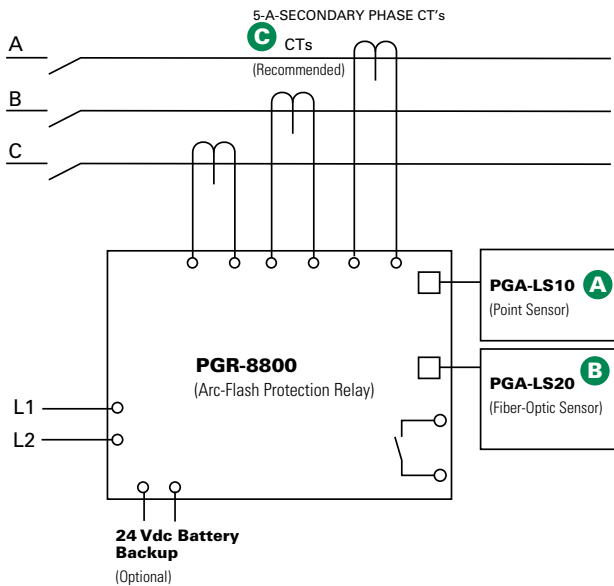 5-A-SECONDARY PHASE CT's
C CTs
(Recommended)
A
B
C
PGA-LS10 A
(Point Sensor)
PGR-8800
(Arc-Flash Protection Relay)
PGA-LS20 B
(Fiber-Optic Sensor)
L1
L2
24 Vdc Battery
Backup
(Optional)